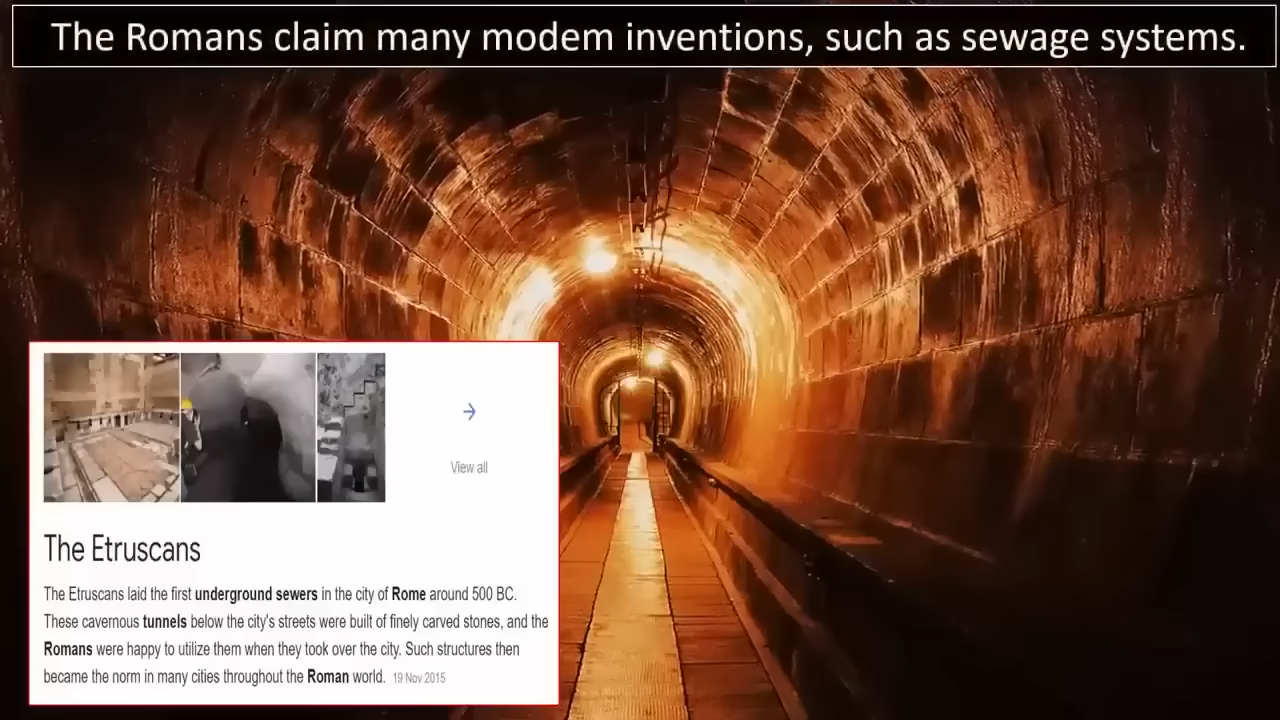 The Romans claim many modem inventions, such as sewage systems.
View all
The Etruscans
The Etruscans laid the first underground sewers in the city of Rome around 500 BC.
These cavernous tunnels below the city's streets were built of finely carved stones, and the
Romans were happy to utilize them when they took over the city. Such structures then
became the norm in many cities throughout the Roman world. 19 Nov 2015